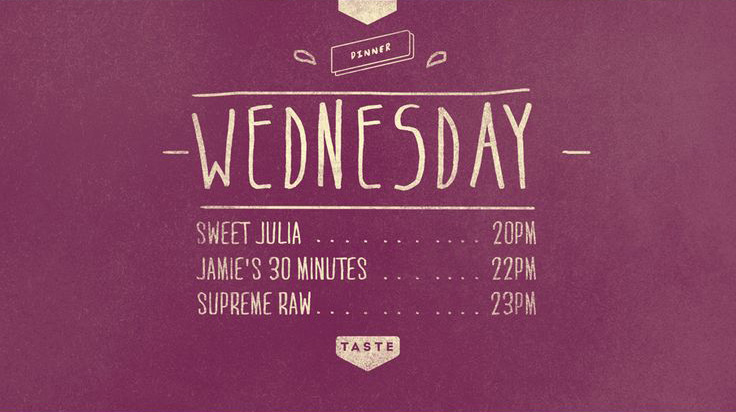 DINNER
WEDNESDAY
SWEET JULIA . . . . . . . . . . . 20PM
JAMIE'S 30 MINUTES . . . . . . . . 22PM
SUPREME RAW . . . . . . . . . . . 23PM
TASTE